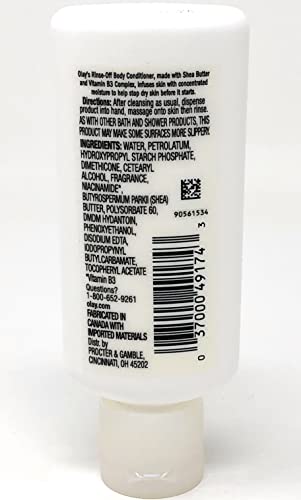 Olay's Rinse-Off Body Conditioner, made with Shea Butter
and Vitamin B3 Complex, infuses skin with concentrated
moisture to help stop dry skin before it starts.
Directions: After cleansing as usual, dispense
product into hand, massage onto skin then rinse.
AS WITH OTHER BATH AND SHOWER PRODUCTS, THIS
PRODUCT MAY MAKE SOME SURFACES MORE SLIPPERY.
INGREDIENTS: WATER, PETROLATUM,
HYDROXYPROPYL STARCH PHOSPHATE,
DIMETHICONE, CETEARYL
ALCOHOL, FRAGRANCE,
NIACINAMIDE*,
BUTYROSPERMUM PARKII (SHEA)
BUTTER, POLYSORBATE 60,
DMDM HYDANTOIN,
PHENOXYETHANOL,
DISODIUM EDTA,
IODOPROPYNYL
BUTYLCARBAMATE,
TOCOPHERYL ACETATE
*Vitamin B3
Questions?
1-800-652-9261
olay.com
FABRICATED IN
CANADA WITH
IMPORTED MATERIALS
Distr. by
PROCTER & GAMBLE,
CINCINNATI, OH 45202
90561534
0 37000 49174 3